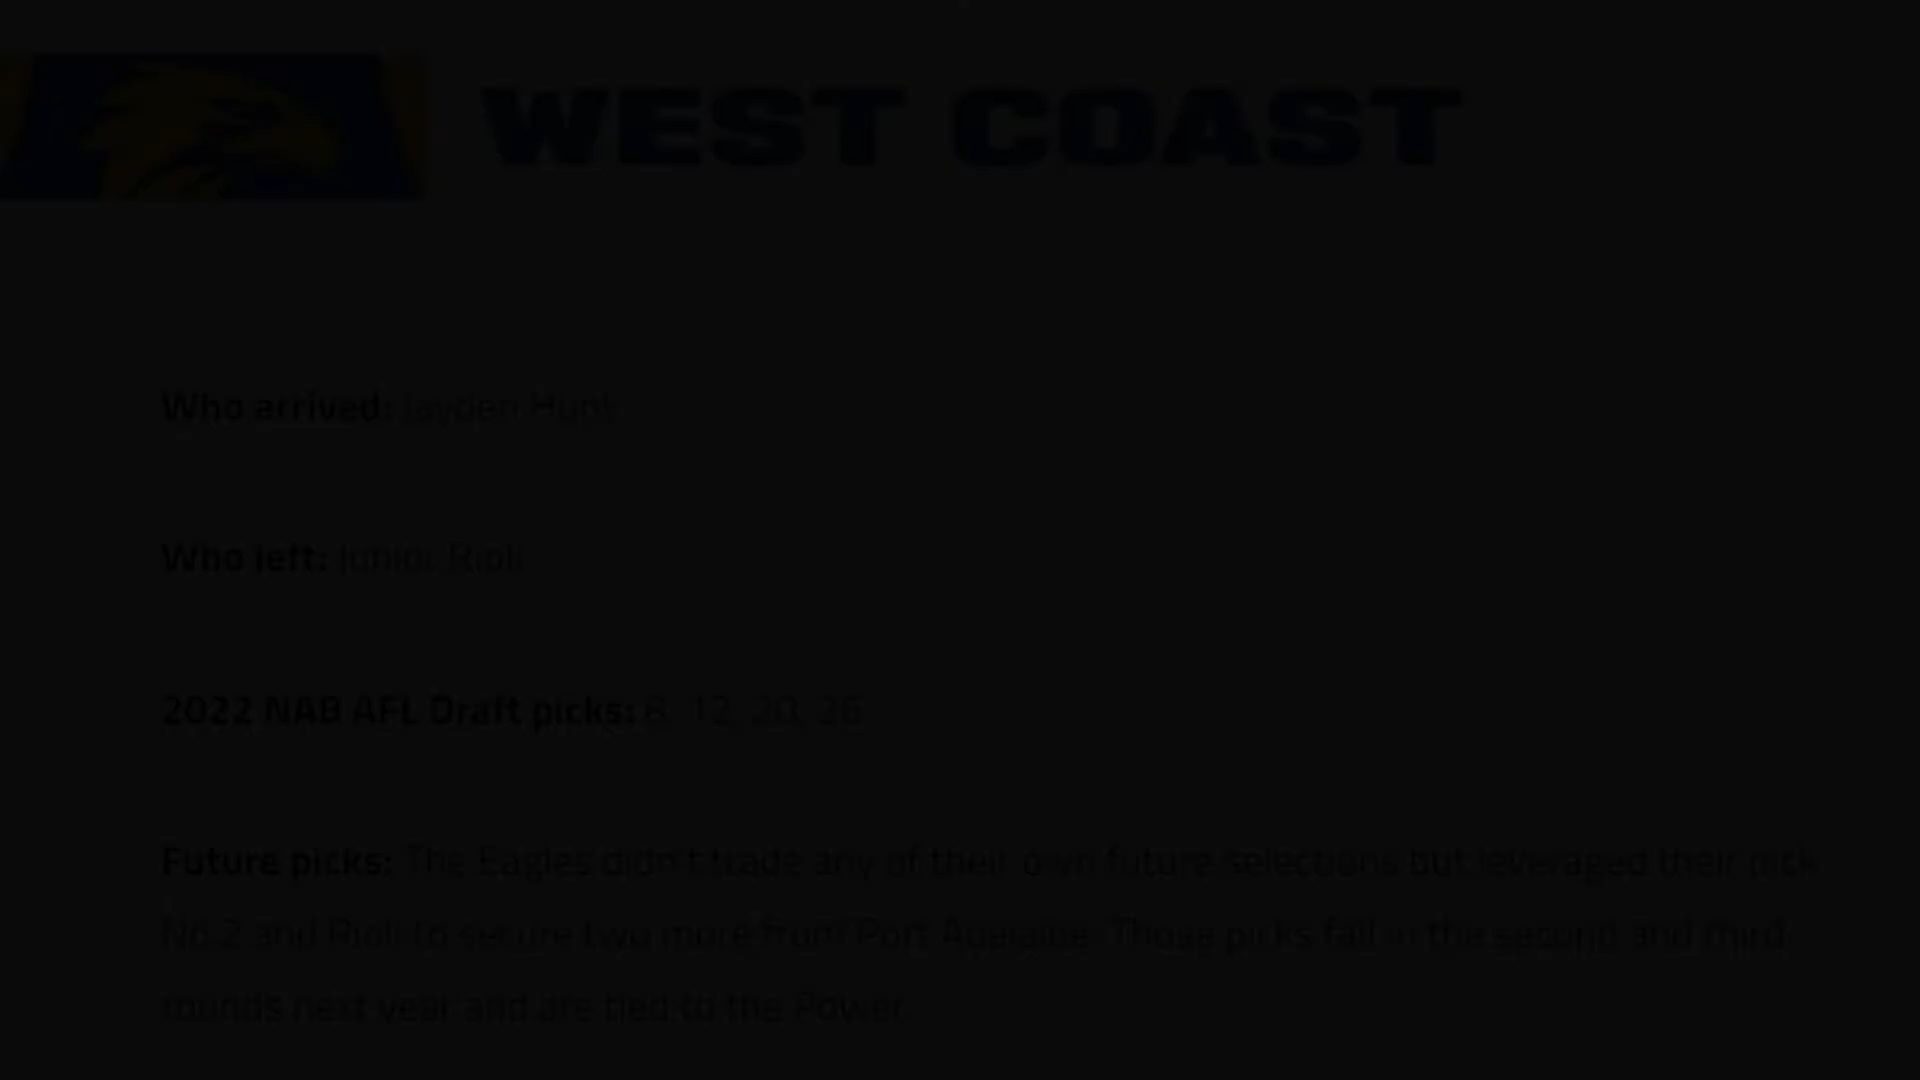 WEST COAST
Who arrived: Jayden Hunt
Who left: Junior Rioli
2022 NAB AFL Draft picks: 8, 12, 20, 26
Future picks: The Eagles didn't trade any of their own future selections but leveraged their pick
No.2 and Rioli to secure two more from Port Adelaide. Those picks fall in the second and third
rounds next year and are tied to the Power.